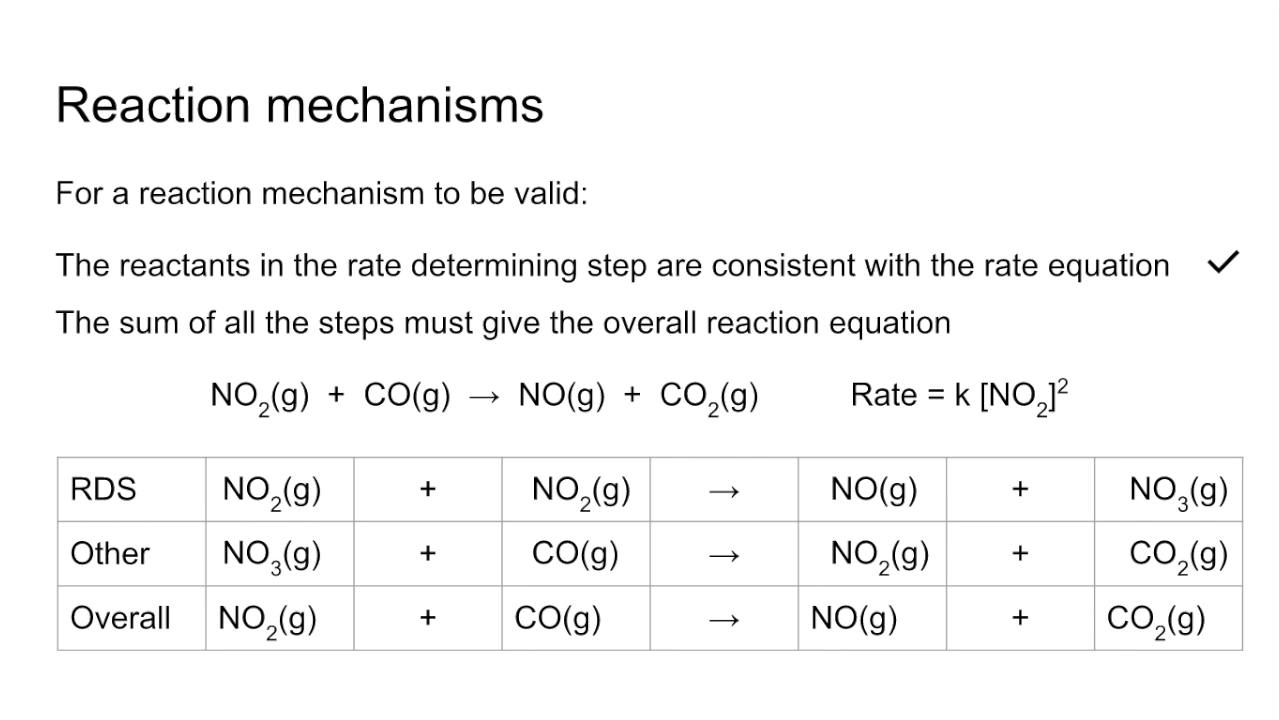 Reaction mechanisms
For a reaction mechanism to be valid:
The reactants in the rate determining step are consistent with the rate equation ✓
The sum of all the steps must give the overall reaction equation
NO₂(g) + CO(g) → NO(g) + CO₂(g) Rate = k [NO₂]²
RDS NO₂(g) + NO₂(g) → NO(g) + NO₃(g)
Other NO₃(g) + CO(g) → NO₂(g) + CO₂(g)
Overall NO₂(g) + CO(g) → NO(g) + CO₂(g)